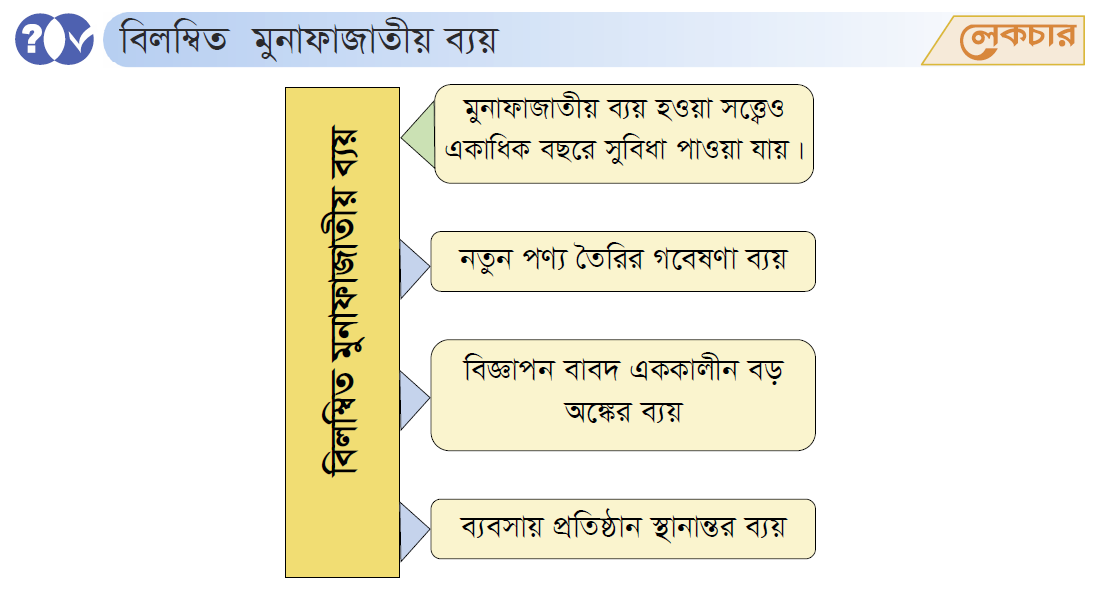 ?
বিলম্বিত মুনাফাজাতীয় ব্যয়
লেকচার
বিলম্বিত মুনাফাজাতীয় ব্যয়
মুনাফাজাতীয় ব্যয় হওয়া সত্ত্বেও
একাধিক বছরে সুবিধা পাওয়া যায়।
নতুন পণ্য তৈরির গবেষণা ব্যয়
বিজ্ঞাপন বাবদ এককালীন বড়
অঙ্কের ব্যয়
ব্যবসায় প্রতিষ্ঠান স্থানান্তর ব্যয়